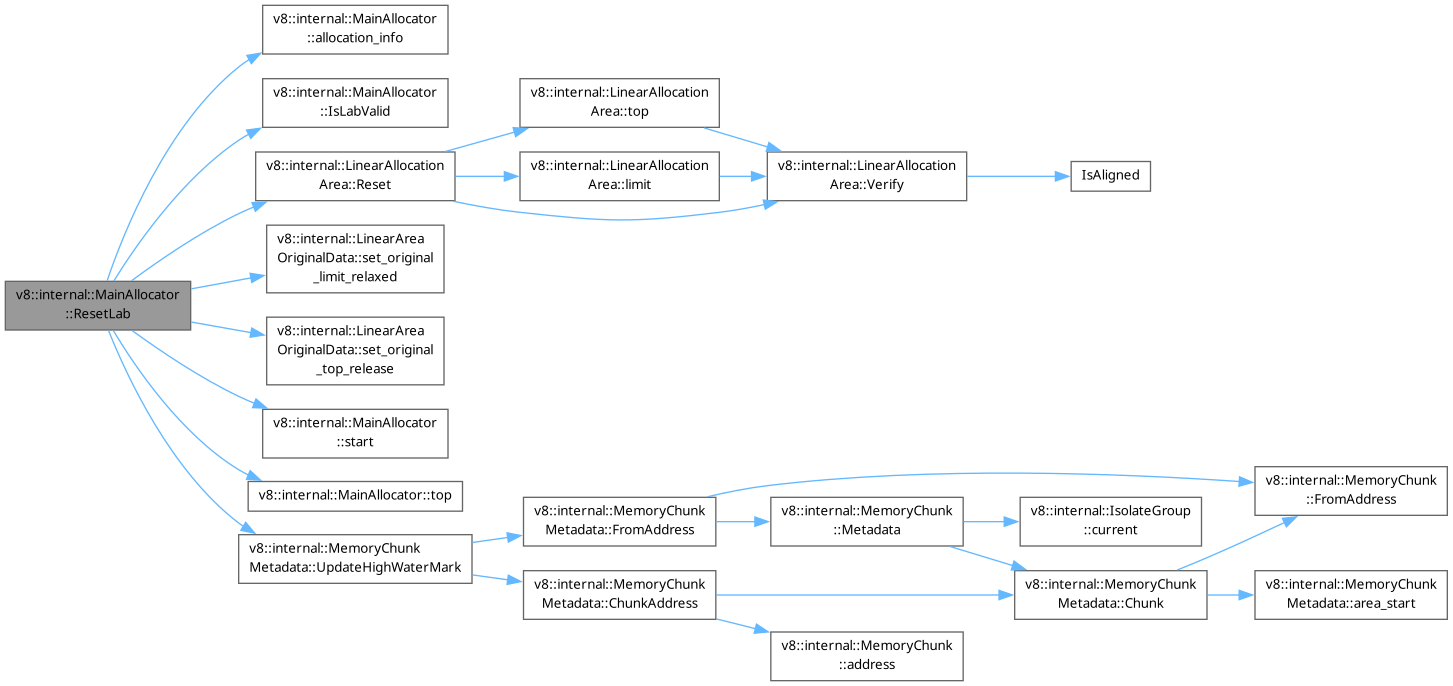 v8::internal::MainAllocator
::allocation_info
v8::internal::MainAllocator
::IsLabValid
v8::internal::LinearAllocation
Area::top
v8::internal::LinearAllocation
Area::Reset
v8::internal::LinearAllocation
Area::limit
v8::internal::LinearAllocation
Area::Verify
IsAligned
v8::internal::LinearArea
OriginalData::set_original
_limit_relaxed
v8::internal::MainAllocator
::ResetLab
v8::internal::LinearArea
OriginalData::set_original
_top_release
v8::internal::MainAllocator
::start
v8::internal::MainAllocator::top
v8::internal::MemoryChunk
::FromAddress
v8::internal::MemoryChunk
Metadata::FromAddress
v8::internal::MemoryChunk
::Metadata
v8::internal::IsolateGroup
::current
v8::internal::MemoryChunk
Metadata::UpdateHighWaterMark
v8::internal::MemoryChunk
Metadata::ChunkAddress
v8::internal::MemoryChunk
Metadata::Chunk
v8::internal::MemoryChunk
Metadata::area_start
v8::internal::MemoryChunk
::address